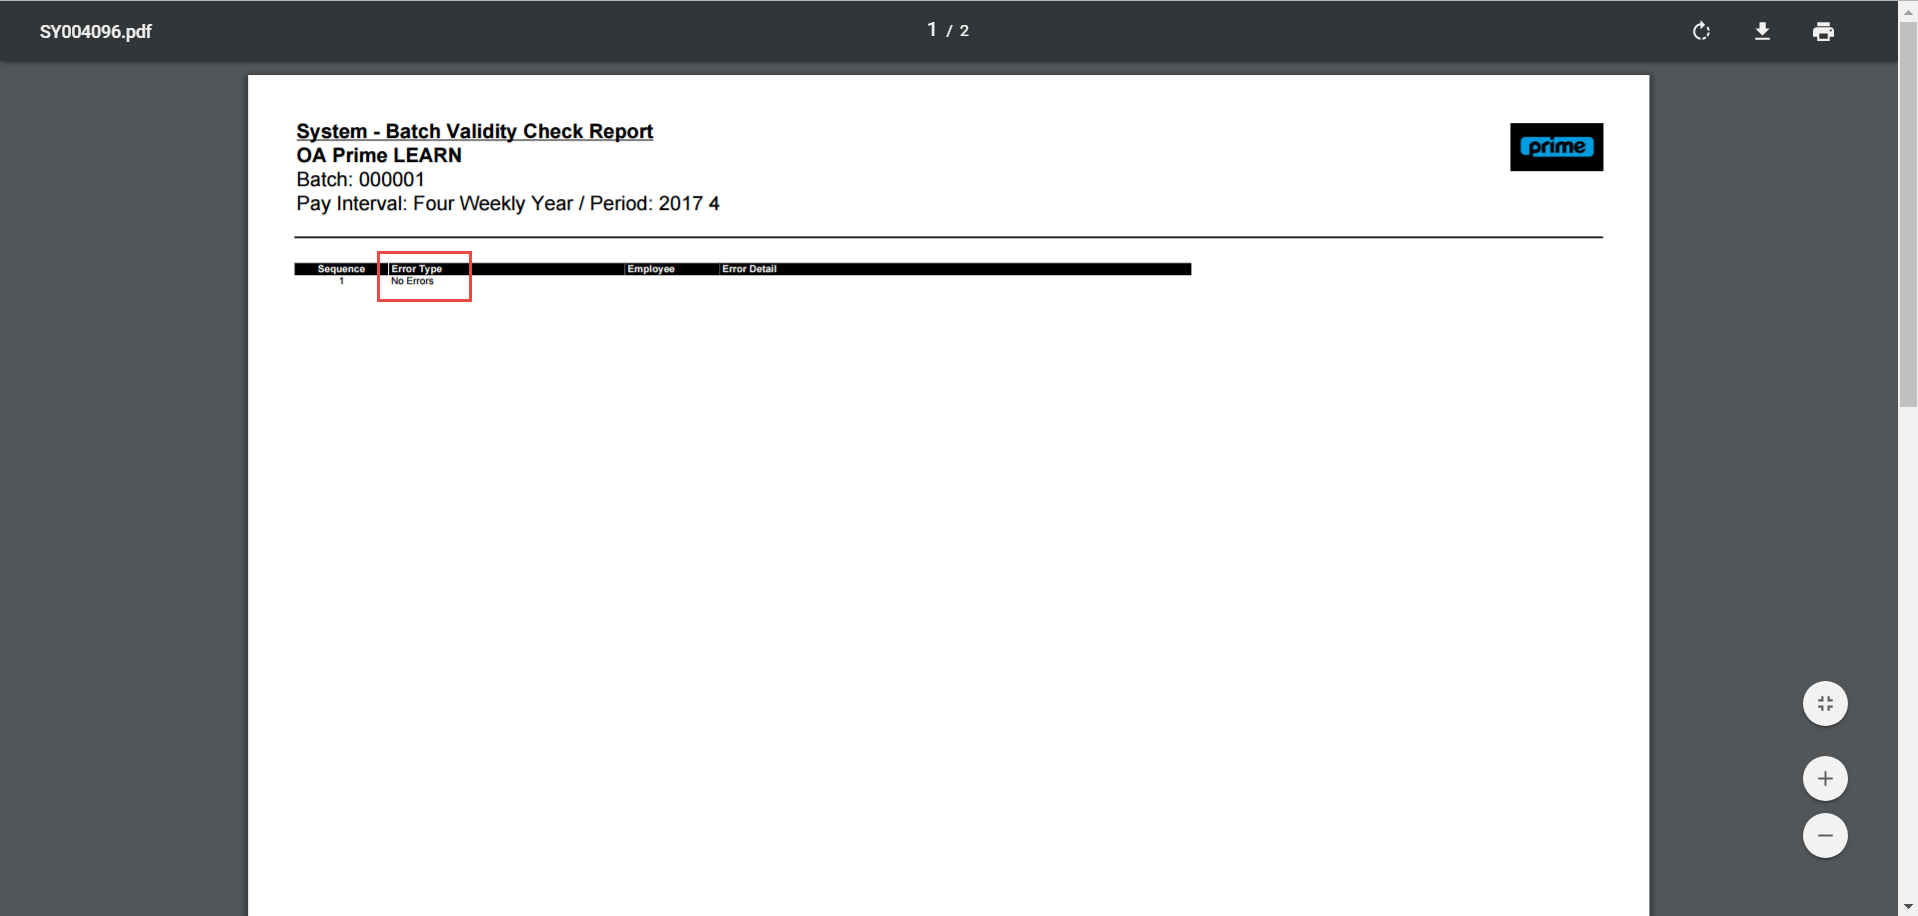 SY004096.pdf
1 / 2
System - Batch Validity Check Report
OA Prime LEARN
Batch: 000001
Pay Interval: Four Weekly Year / Period: 2017 4
prime
Sequence Error Type Employee Error Detail
1 No Errors